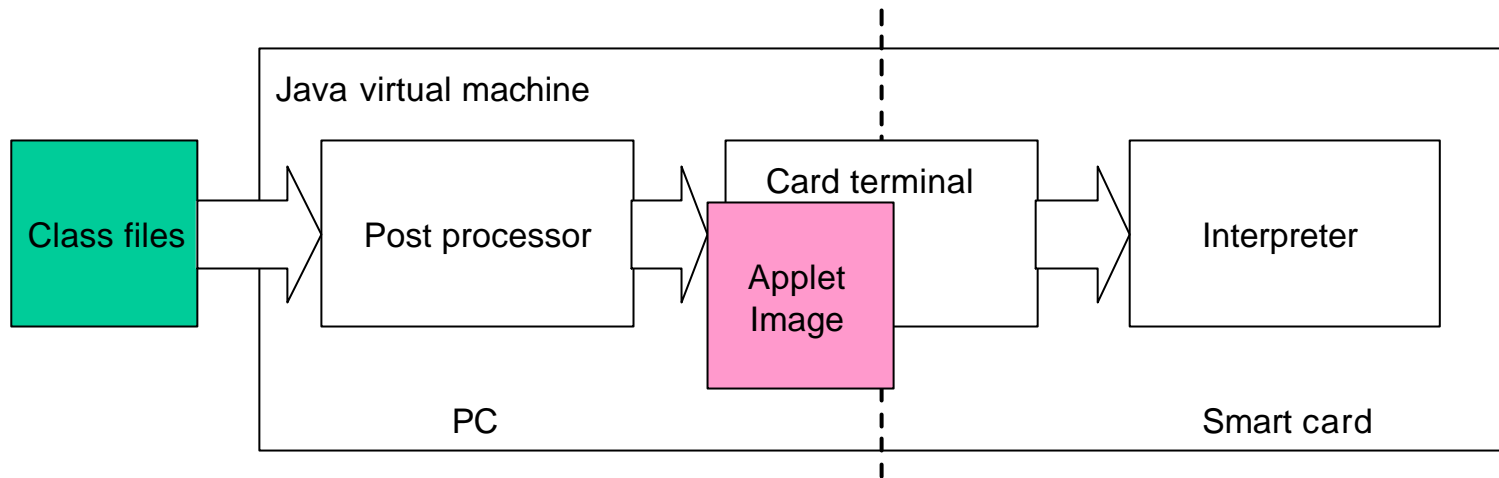 Java virtual machine
Class files
Post processor
Card terminal
Applet
Image
Interpreter
PC
Smart card